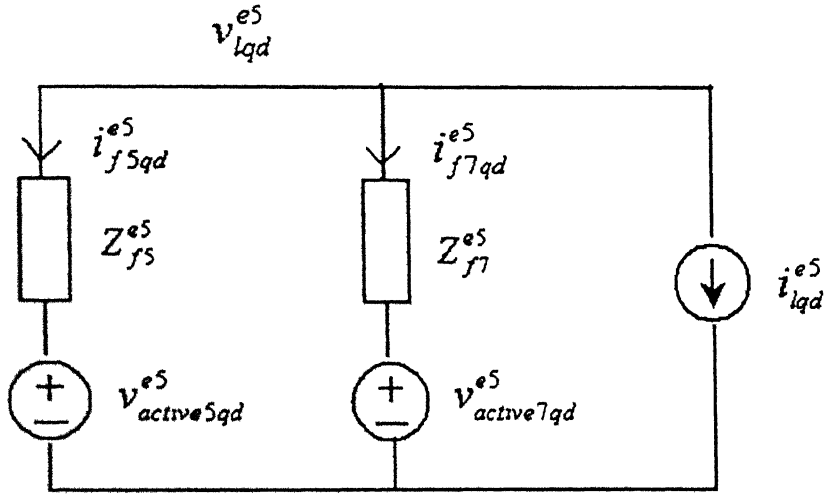 v^{e5}_{lqd}
i^{e5}_{f5qd}
i^{e5}_{f7qd}
Z^{e5}_{f5}
Z^{e5}_{f7}
i^{e5}_{lqd}
+
−
v^{e5}_{active5qd}
+
−
v^{e5}_{active7qd}